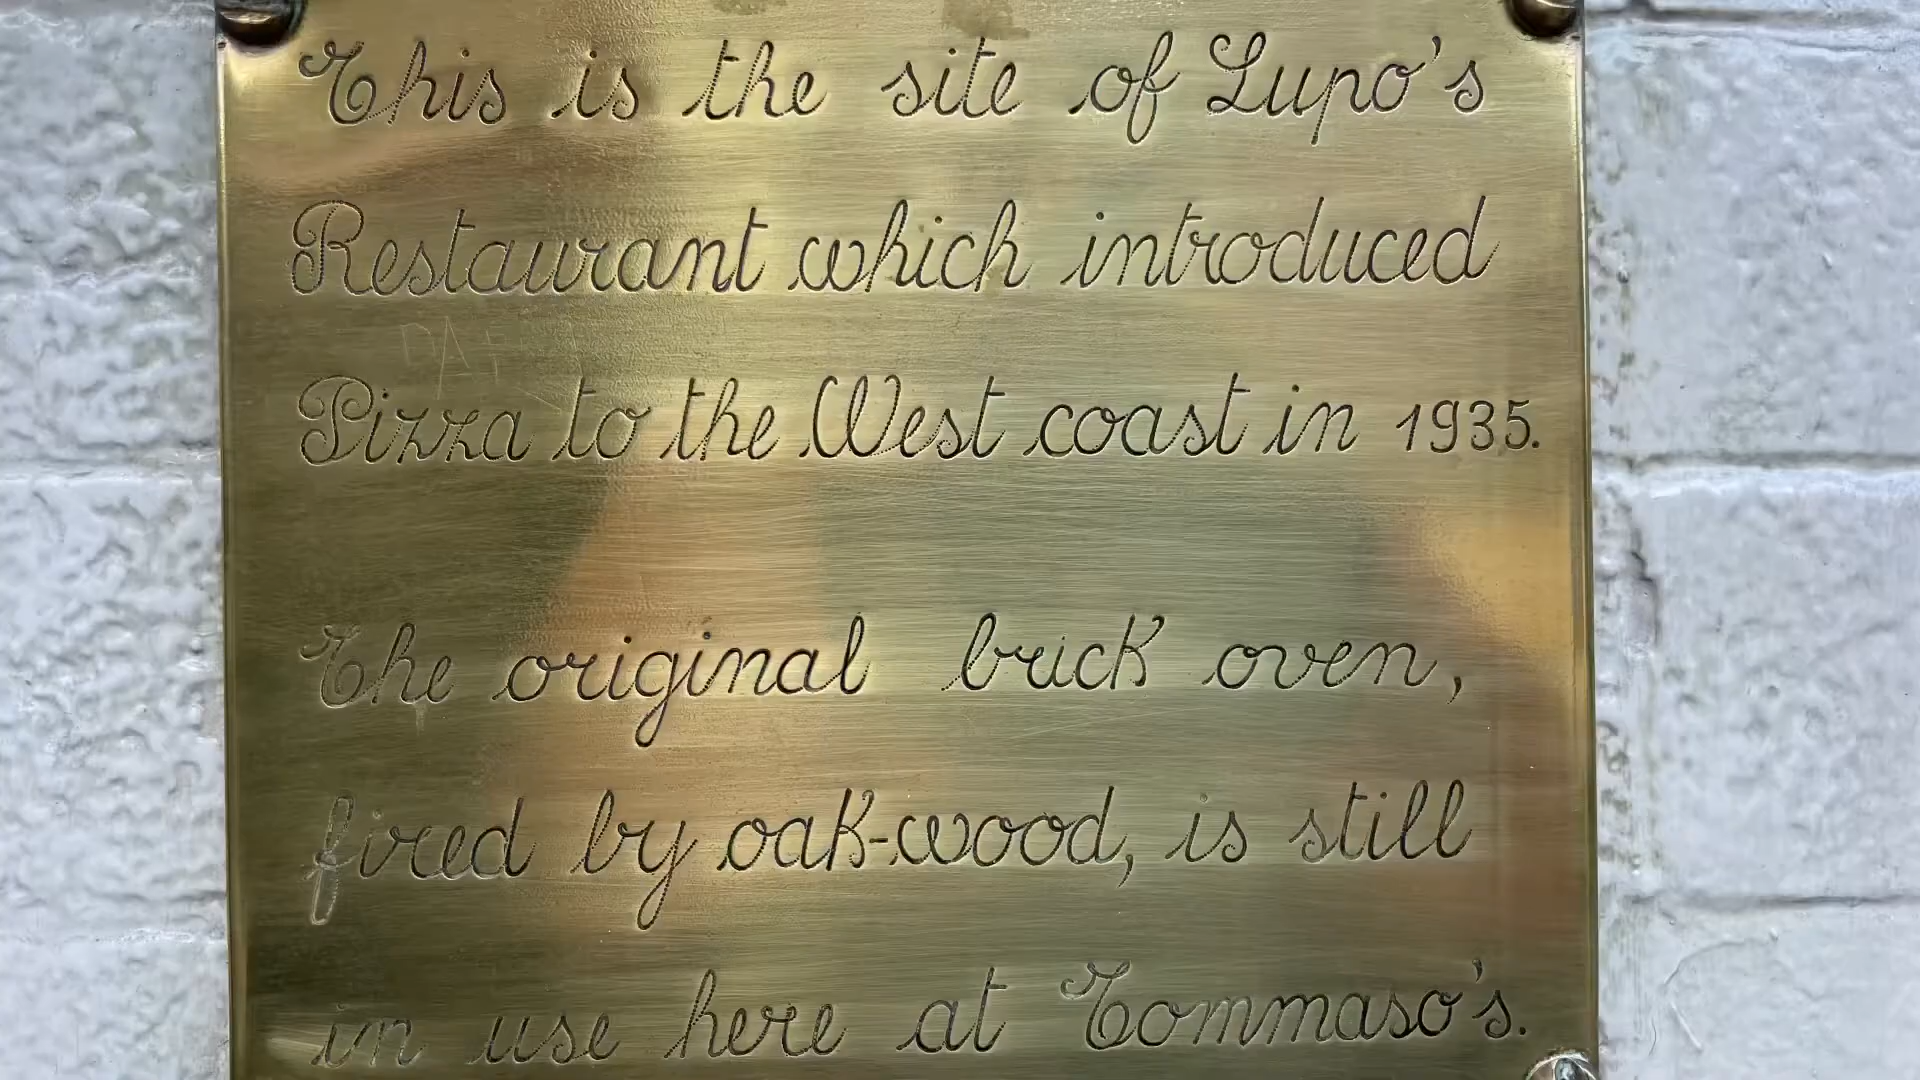 This is the site of Lupo's
Restaurant which introduced
Pizza to the West coast in 1935.
The original brick oven,
fired by oak-wood, is still
in use here at Tommaso's.